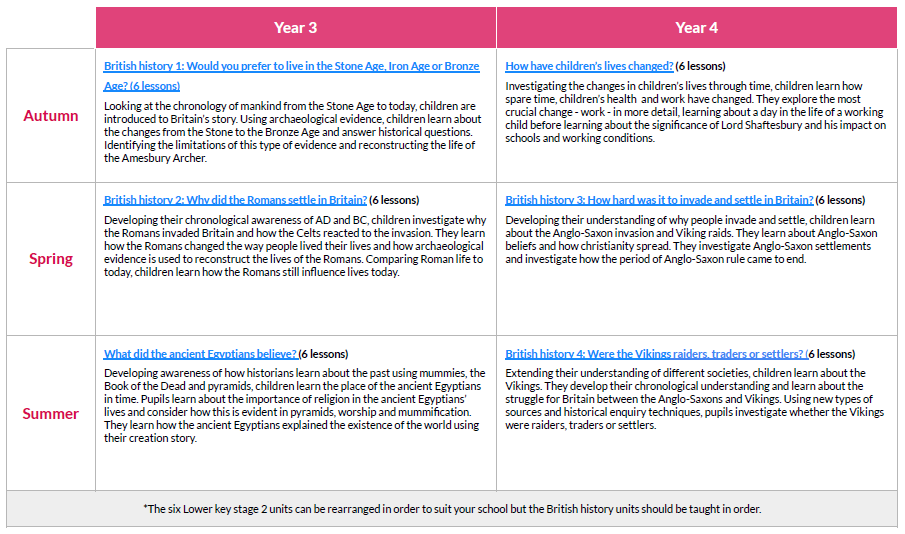 Year 3
Year 4
Autumn
British history 1: Would you prefer to live in the Stone Age, Iron Age or Bronze
Age? (6 lessons)
Looking at the chronology of mankind from the Stone Age to today, children are
introduced to Britain's story. Using archaeological evidence, children learn about
the changes from the Stone to the Bronze Age and answer historical questions.
Identifying the limitations of this type of evidence and reconstructing the life of
the Amesbury Archer.
How have children's lives changed? (6 lessons)
Investigating the changes in children's lives through time, children learn how
spare time, children's health and work have changed. They explore the most
crucial change - work - in more detail, learning about a day in the life of a working
child before learning about the significance of Lord Shaftesbury and his impact on
schools and working conditions.
Spring
British history 2: Why did the Romans settle in Britain? (6 lessons)
Developing their chronological awareness of AD and BC, children investigate why
the Romans invaded Britain and how the Celts reacted to the invasion. They learn
how the Romans changed the way people lived their lives and how archaeological
evidence is used to reconstruct the lives of the Romans. Comparing Roman life to
today, children learn how the Romans still influence lives today.
British history 3: How hard was it to invade and settle in Britain? (6 lessons)
Developing their understanding of why people invade and settle, children learn
about the Anglo-Saxon invasion and Viking raids. They learn about Anglo-Saxon
beliefs and how christianity spread. They investigate Anglo-Saxon settlements
and investigate how the period of Anglo-Saxon rule came to end.
Summer
What did the ancient Egyptians believe? (6 lessons)
Developing awareness of how historians learn about the past using mummies, the
Book of the Dead and pyramids, children learn the place of the ancient Egyptians
in time. Pupils learn about the importance of religion in the ancient Egyptians'
lives and consider how this is evident in pyramids, worship and mummification.
They learn how the ancient Egyptians explained the existence of the world using
their creation story.
British history 4: Were the Vikings raiders, traders or settlers? (6 lessons)
Extending their understanding of different societies, children learn about the
Vikings. They develop their chronological understanding and learn about the
struggle for Britain between the Anglo-Saxons and Vikings. Using new types of
sources and historical enquiry techniques, pupils investigate whether the Vikings
were raiders, traders or settlers.
*The six Lower key stage 2 units can be rearranged in order to suit your school but the British history units should be taught in order.